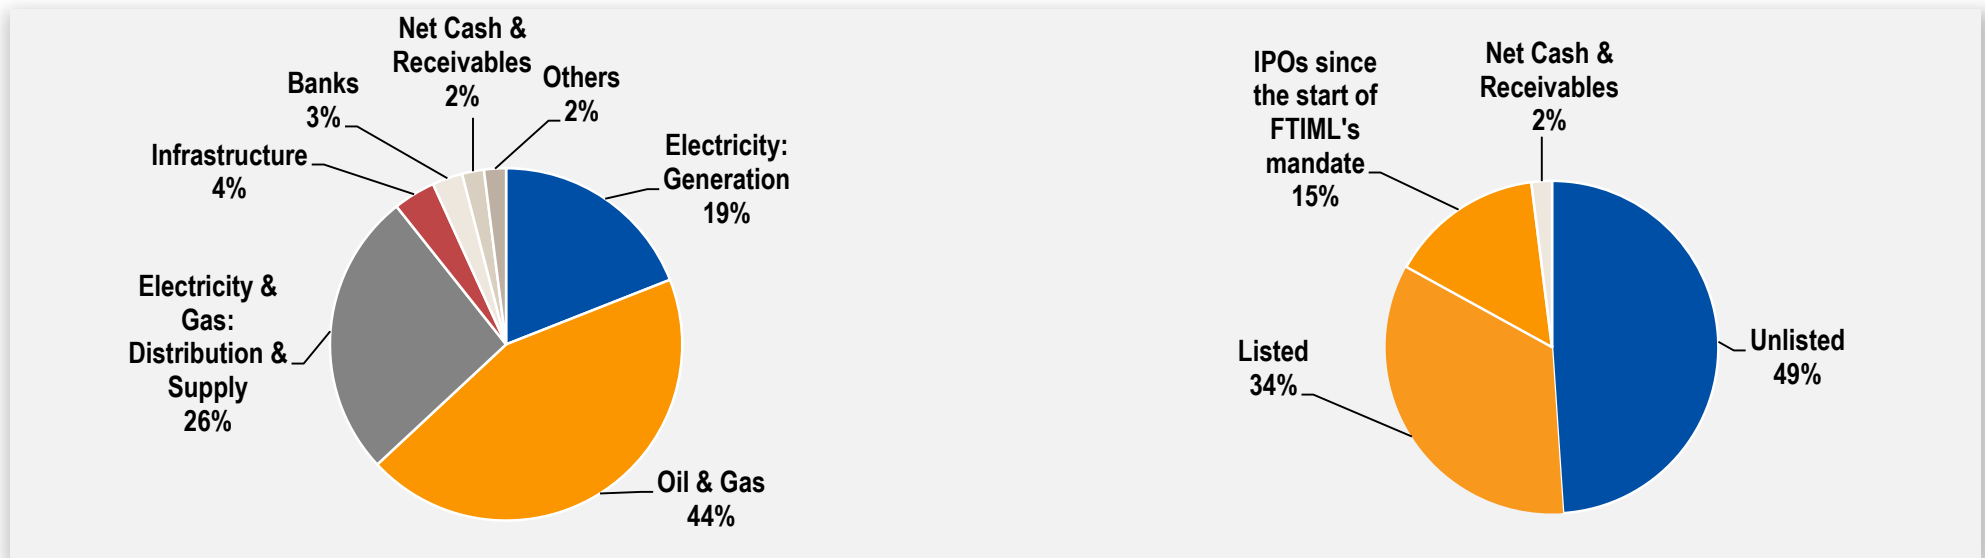 Net Cash &
Receivables
2%
Others
2%
Banks
3%
Infrastructure
4%
Electricity:
Generation
19%
Electricity &
Gas:
Distribution &
Supply
26%
Oil & Gas
44%
IPOs since
the start of
FTIML's
mandate
15%
Net Cash &
Receivables
2%
Listed
34%
Unlisted
49%